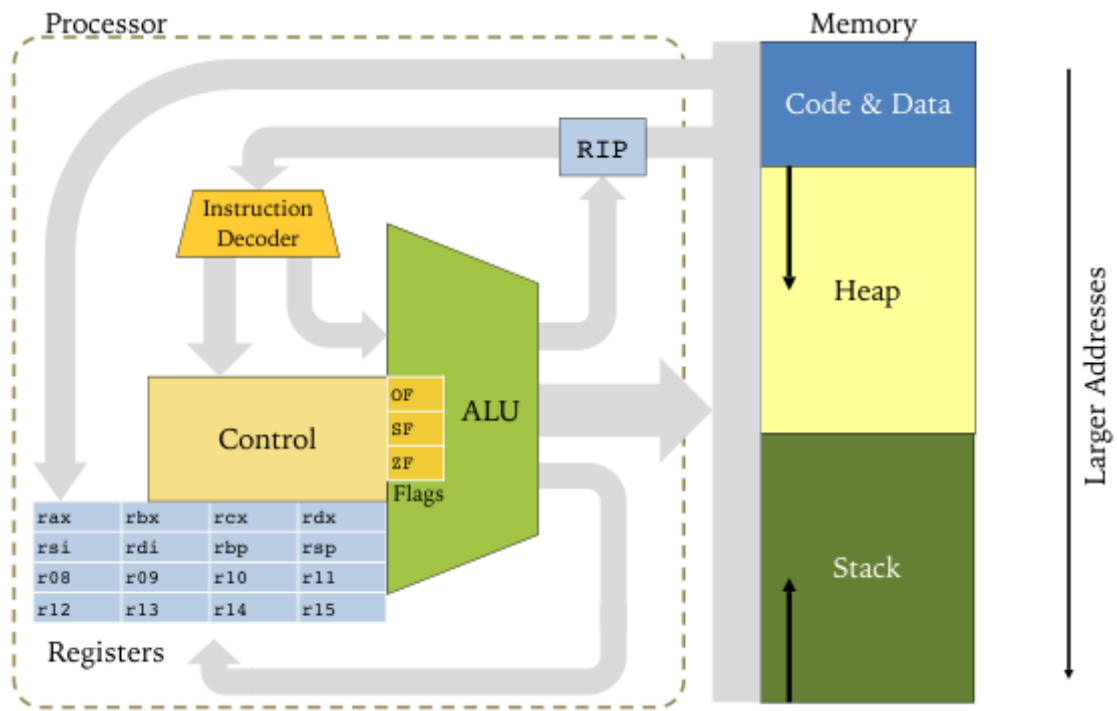 Processor
Memory
Code & Data
RIP
Instruction
Decoder
Heap
Larger Addresses
OF
SF
ZF
Flags
ALU
Control
rax rbx rcx rdx
rsi rdi rbp rsp
r08 r09 r10 r11
r12 r13 r14 r15
Registers
Stack